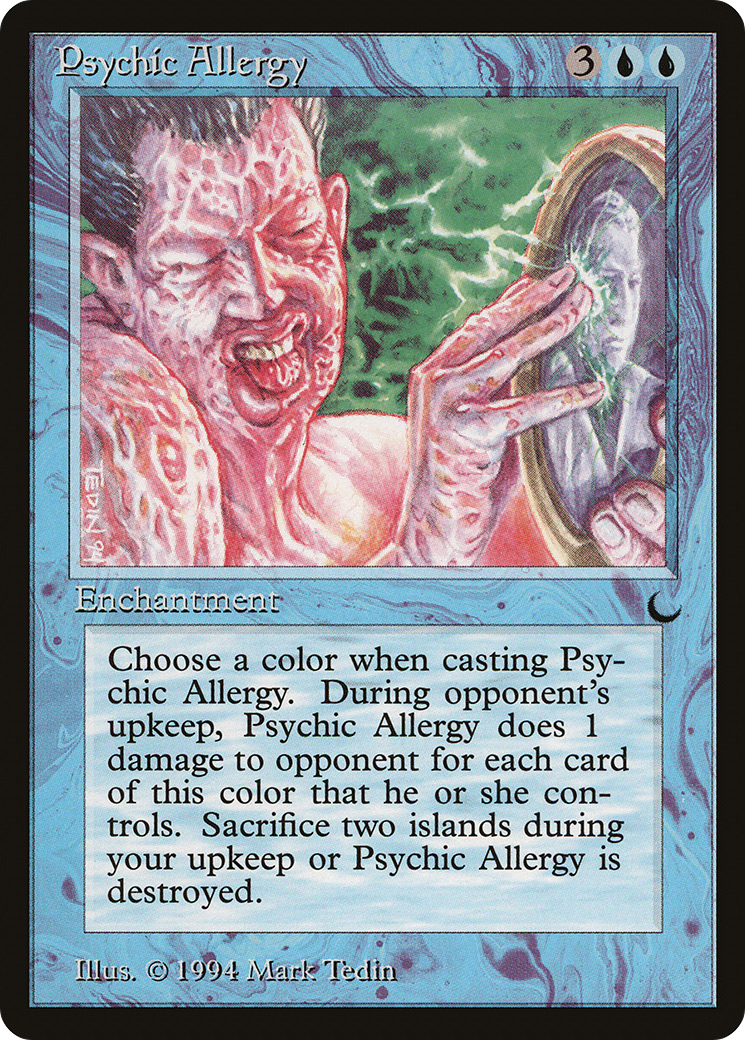 Psychic Allergy 3
TEDIN 94
Enchantment
Choose a color when casting Psy-
chic Allergy. During opponent's
upkeep, Psychic Allergy does 1
damage to opponent for each card
of this color that he or she con-
trols. Sacrifice two islands during
your upkeep or Psychic Allergy is
destroyed.
Illus. © 1994 Mark Tedin